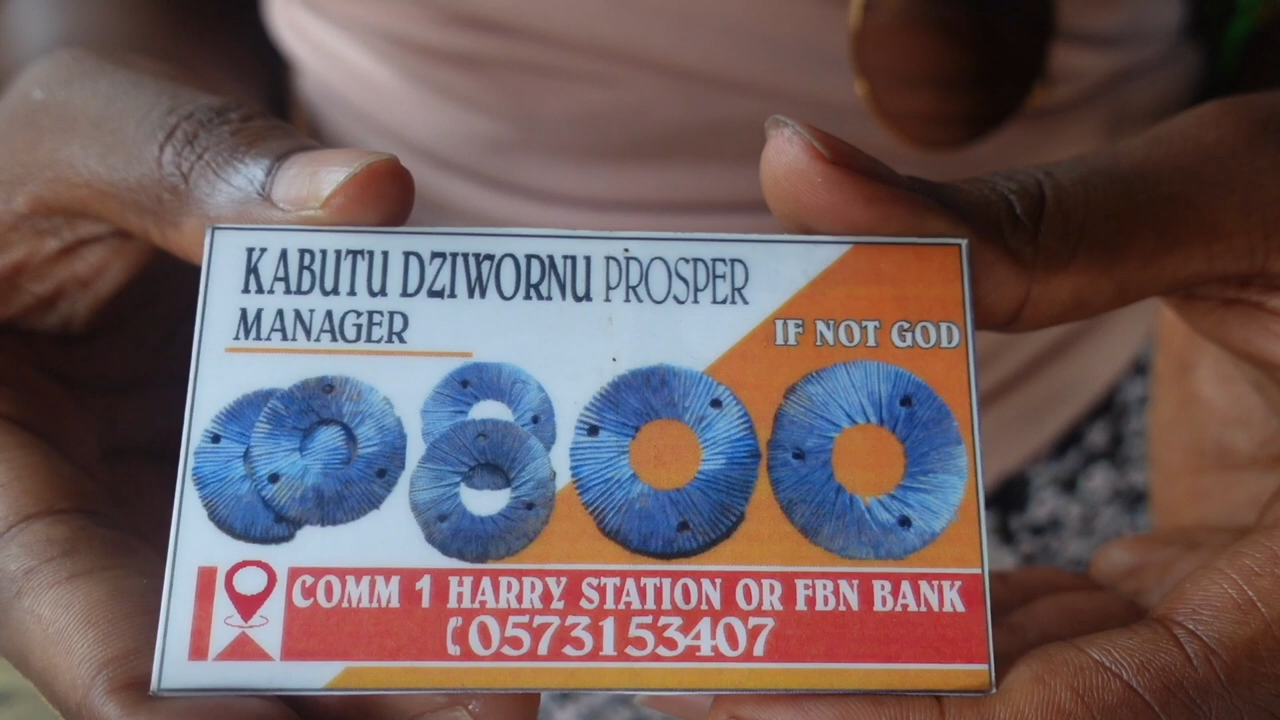 KABUTU DZIWORNU PROSPER
MANAGER
IF NOT GOD
COMM 1 HARRY STATION OR FBN BANK
0573153407